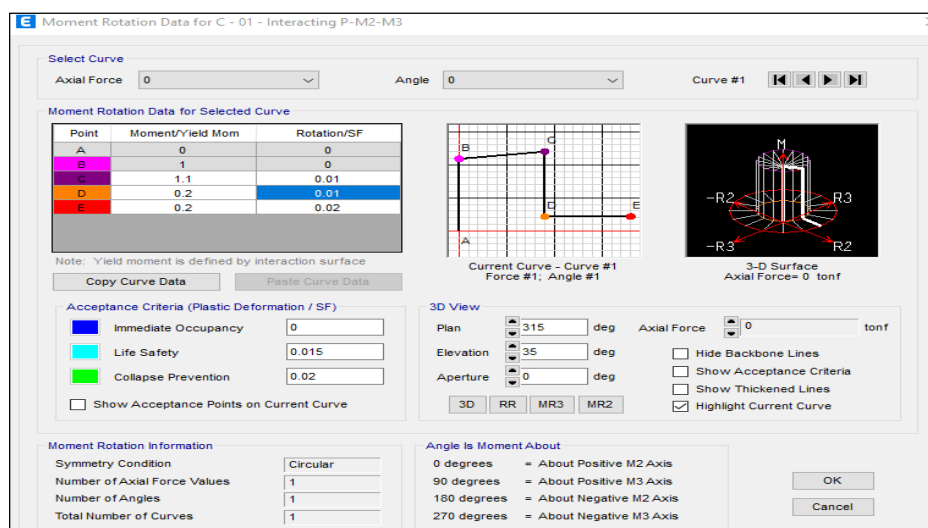 E Moment Rotation Data for C - 01 - Interacting P-M2-M3
Select Curve
Axial Force 0 Angle 0 Curve #1
Moment Rotation Data for Selected Curve
Point Moment/Yield Mom Rotation/SF
A 0 0
B 1 0
C 1.1 0.01
D 0.2 0.01
E 0.2 0.02
Note: Yield moment is defined by interaction surface
Copy Curve Data Paste Curve Data
B C
D E
A
Current Curve - Curve #1
Force #1; Angle #1
M
-R2 R3
-R3 R2
3-D Surface
Axial Force= 0 tonf
Acceptance Criteria (Plastic Deformation / SF)
Immediate Occupancy 0
Life Safety 0.015
Collapse Prevention 0.02
Show Acceptance Points on Current Curve
3D View
Plan 315 deg Axial Force 0 tonf
Elevation 35 deg
Aperture 0 deg
Hide Backbone Lines
Show Acceptance Criteria
Show Thickened Lines
Highlight Current Curve
3D RR MR3 MR2
Moment Rotation Information
Symmetry Condition Circular
Number of Axial Force Values 1
Number of Angles 1
Total Number of Curves 1
Angle Is Moment About
0 degrees = About Positive M2 Axis
90 degrees = About Positive M3 Axis
180 degrees = About Negative M2 Axis
270 degrees = About Negative M3 Axis
OK
Cancel